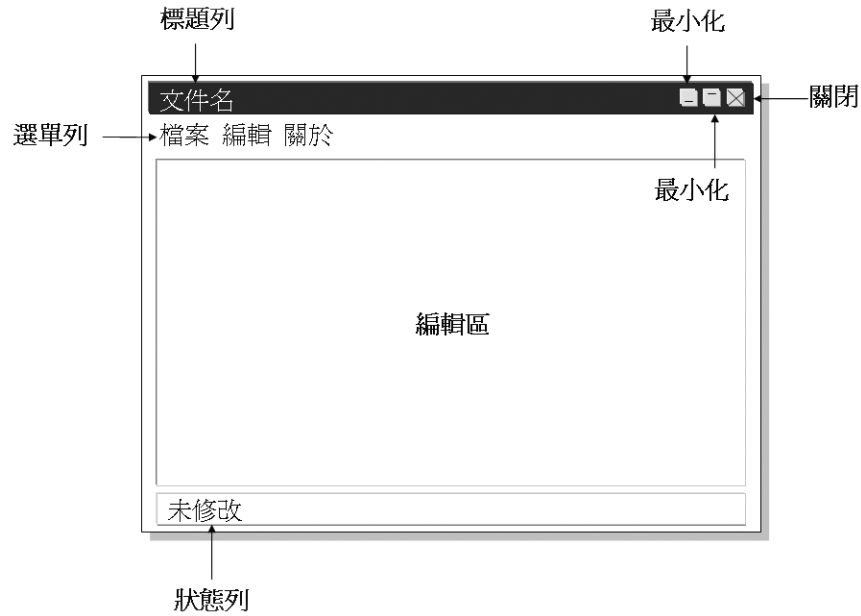 標題列
最小化
文件名
關閉
選單列
檔案 編輯 關於
最小化
編輯區
未修改
狀態列